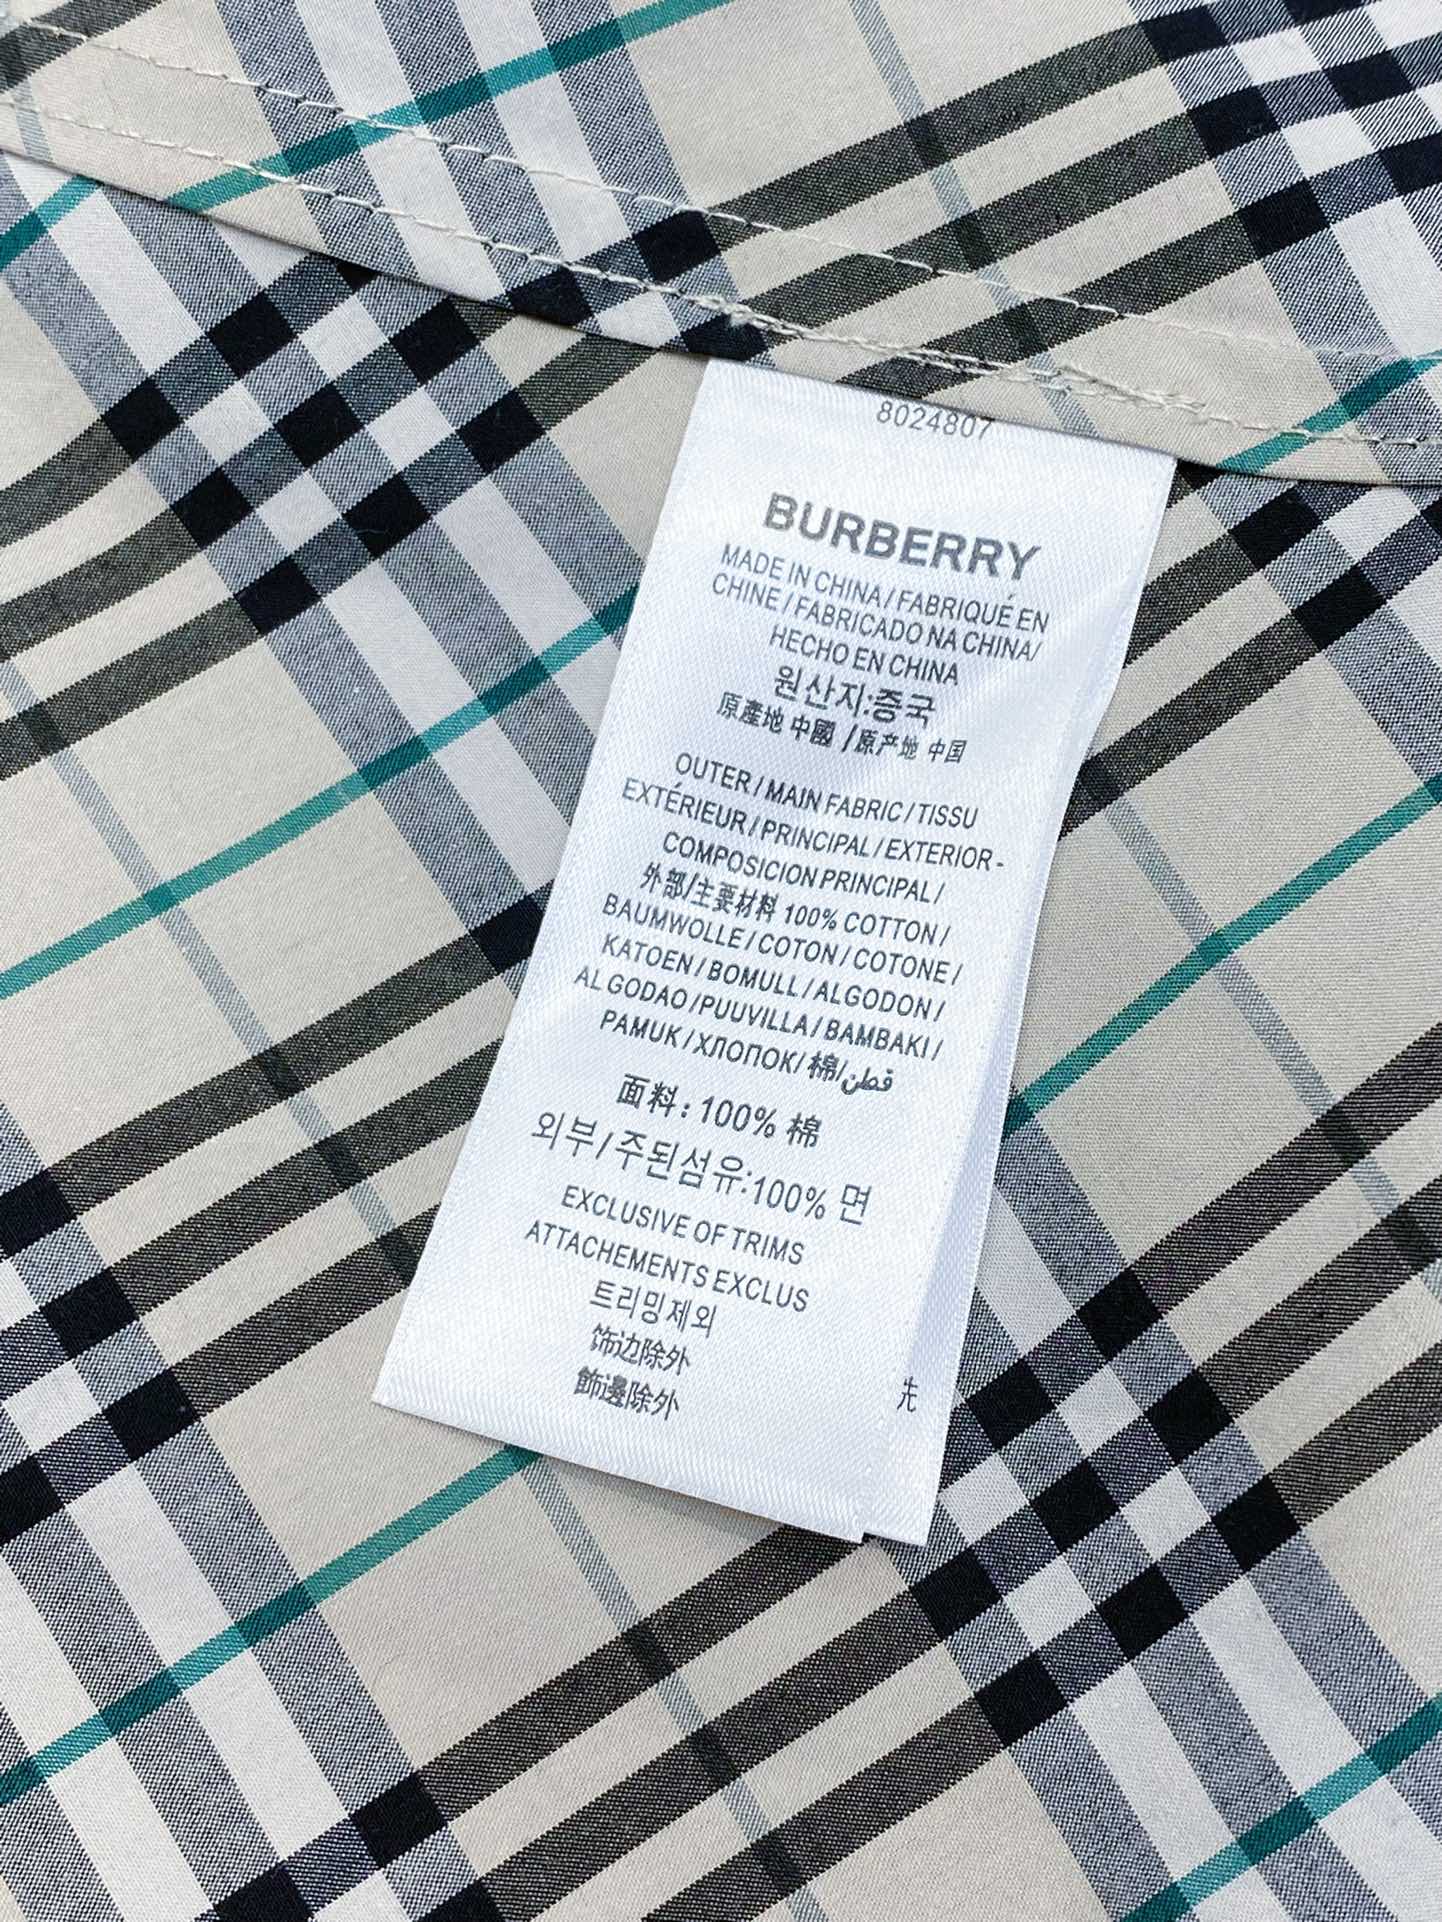 8024807
BURBERRY
MADE IN CHINA/FABRIQUÉ EN
CHINE/FABRICADO NA CHINA/
HECHO EN CHINA
원산지:중국
原產地 中國 /原产地 中国
OUTER/MAIN FABRIC/TISSU
EXTÉRIEUR/PRINCIPAL/EXTERIOR-
COMPOSICION PRINCIPAL/
外部/主要材料 100% COTTON/
BAUMWOLLE/COTON/COTONE/
KATOEN/BOMULL/ALGODON/
ALGODAO/PUUVILLA/BAMBAKI/
PAMUK/ХЛОПОК/棉/قطن
面料:100% 棉
외부/주된섬유:100% 면
EXCLUSIVE OF TRIMS
ATTACHEMENTS EXCLUS
트리밍제외
饰边除外
飾邊除外
先